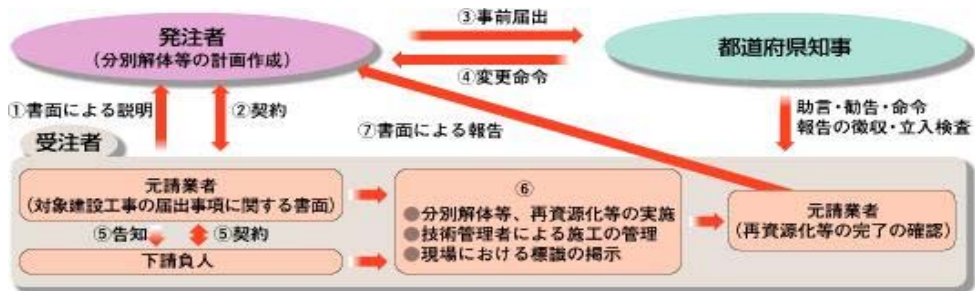 ③事前届出
発注者
(分別解体等の計画作成)
都道府県知事
④変更命令
①書面による説明
②契約
⑦書面による報告
助言・勧告・命令
報告の徴収・立入検査
受注者
元請業者
(対象建設工事の届出事項に関する書面)
⑤告知
⑤契約
下請負人
⑥
●分別解体等、再資源化等の実施
●技術管理者による施工の管理
●現場における標識の掲示
元請業者
(再資源化等の完了の確認)